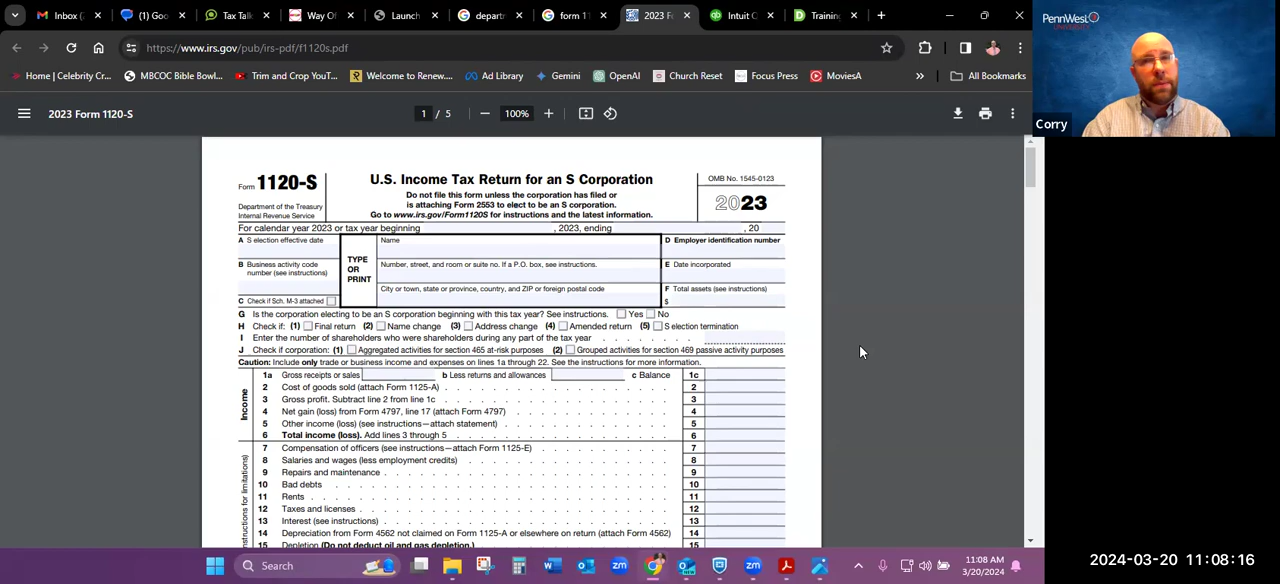 Inbox (
(1) Goo
Tax Talk
Way Of
Launch
departm
form 11
2023 Fo
Intuit Q
Training
https://www.irs.gov/pub/irs-pdf/f1120s.pdf
Home | Celebrity Cr...
MBCOC Bible Bowl...
Trim and Crop YouT...
Welcome to Renew....
Ad Library
Gemini
OpenAI
Church Reset
Focus Press
MoviesA
»
All Bookmarks
2023 Form 1120-S
1 / 5
100%
PennWest
UNIVERSITY
Corry
Form 1120-S
Department of the Treasury
Internal Revenue Service
U.S. Income Tax Return for an S Corporation
Do not file this form unless the corporation has filed or
is attaching Form 2553 to elect to be an S corporation.
Go to www.irs.gov/Form1120S for instructions and the latest information.
OMB No. 1545-0123
2023
For calendar year 2023 or tax year beginning , 2023, ending , 20
A S election effective date
B Business activity code
number (see instructions)
C Check if Sch. M-3 attached
TYPE
OR
PRINT
Name
Number, street, and room or suite no. If a P.O. box, see instructions.
City or town, state or province, country, and ZIP or foreign postal code
D Employer identification number
E Date incorporated
F Total assets (see instructions)
$
G Is the corporation electing to be an S corporation beginning with this tax year? See instructions. Yes No
H Check if: (1) Final return (2) Name change (3) Address change (4) Amended return (5) S election termination
I Enter the number of shareholders who were shareholders during any part of the tax year . . . . . . . .
J Check if corporation: (1) Aggregated activities for section 465 at-risk purposes (2) Grouped activities for section 469 passive activity purposes
Caution: Include only trade or business income and expenses on lines 1a through 22. See the instructions for more information.
Income
1a Gross receipts or sales b Less returns and allowances c Balance 1c
2 Cost of goods sold (attach Form 1125-A) 2
3 Gross profit. Subtract line 2 from line 1c 3
4 Net gain (loss) from Form 4797, line 17 (attach Form 4797) 4
5 Other income (loss) (see instructions—attach statement) 5
6 Total income (loss). Add lines 3 through 5 6
nstructions for limitations)
7 Compensation of officers (see instructions—attach Form 1125-E) 7
8 Salaries and wages (less employment credits) 8
9 Repairs and maintenance 9
10 Bad debts 10
11 Rents 11
12 Taxes and licenses 12
13 Interest (see instructions) 13
14 Depreciation from Form 4562 not claimed on Form 1125-A or elsewhere on return (attach Form 4562) 14
15 Depletion (Do not deduct oil and gas depletion.) 15
Search
11:08 AM
3/20/2024
2024-03-20 11:08:16